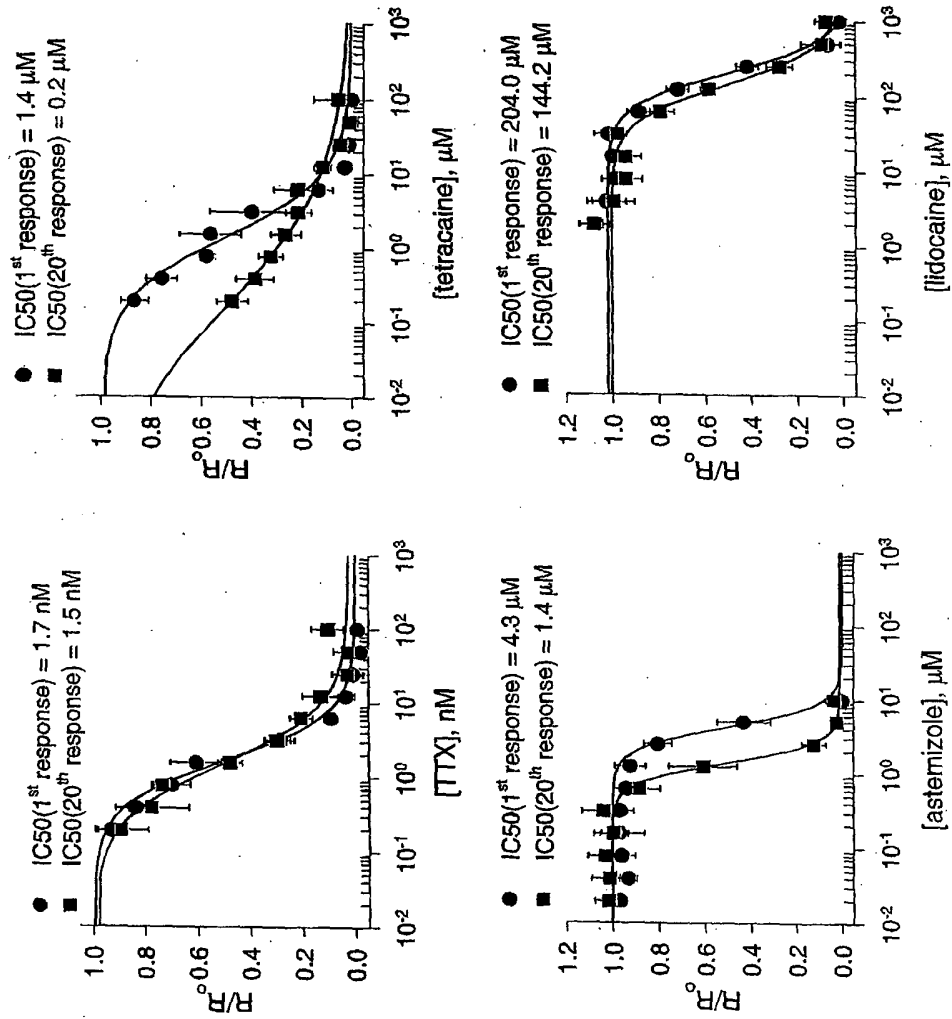 ● IC50(1st response) = 1.7 nM
■ IC50(20th response) = 1.5 nM
R/Ro
1.0
0.8
0.6
0.4
0.2
0.0
10-2 10-1 100 101 102 103
[TTX], nM
● IC50(1st response) = 1.4 μM
■ IC50(20th response) = 0.2 μM
R/Ro
1.0
0.8
0.6
0.4
0.2
0.0
10-2 10-1 100 101 102 103
[tetracaine], μM
● IC50(1st response) = 4.3 μM
■ IC50(20th response) = 1.4 μM
R/Ro
1.2
1.0
0.8
0.6
0.4
0.2
0.0
10-2 10-1 100 101 102 103
[astemizole], μM
● IC50(1st response) = 204.0 μM
■ IC50(20th response) = 144.2 μM
R/Ro
1.2
1.0
0.8
0.6
0.4
0.2
0.0
10-2 10-1 100 101 102 103
[lidocaine], μM